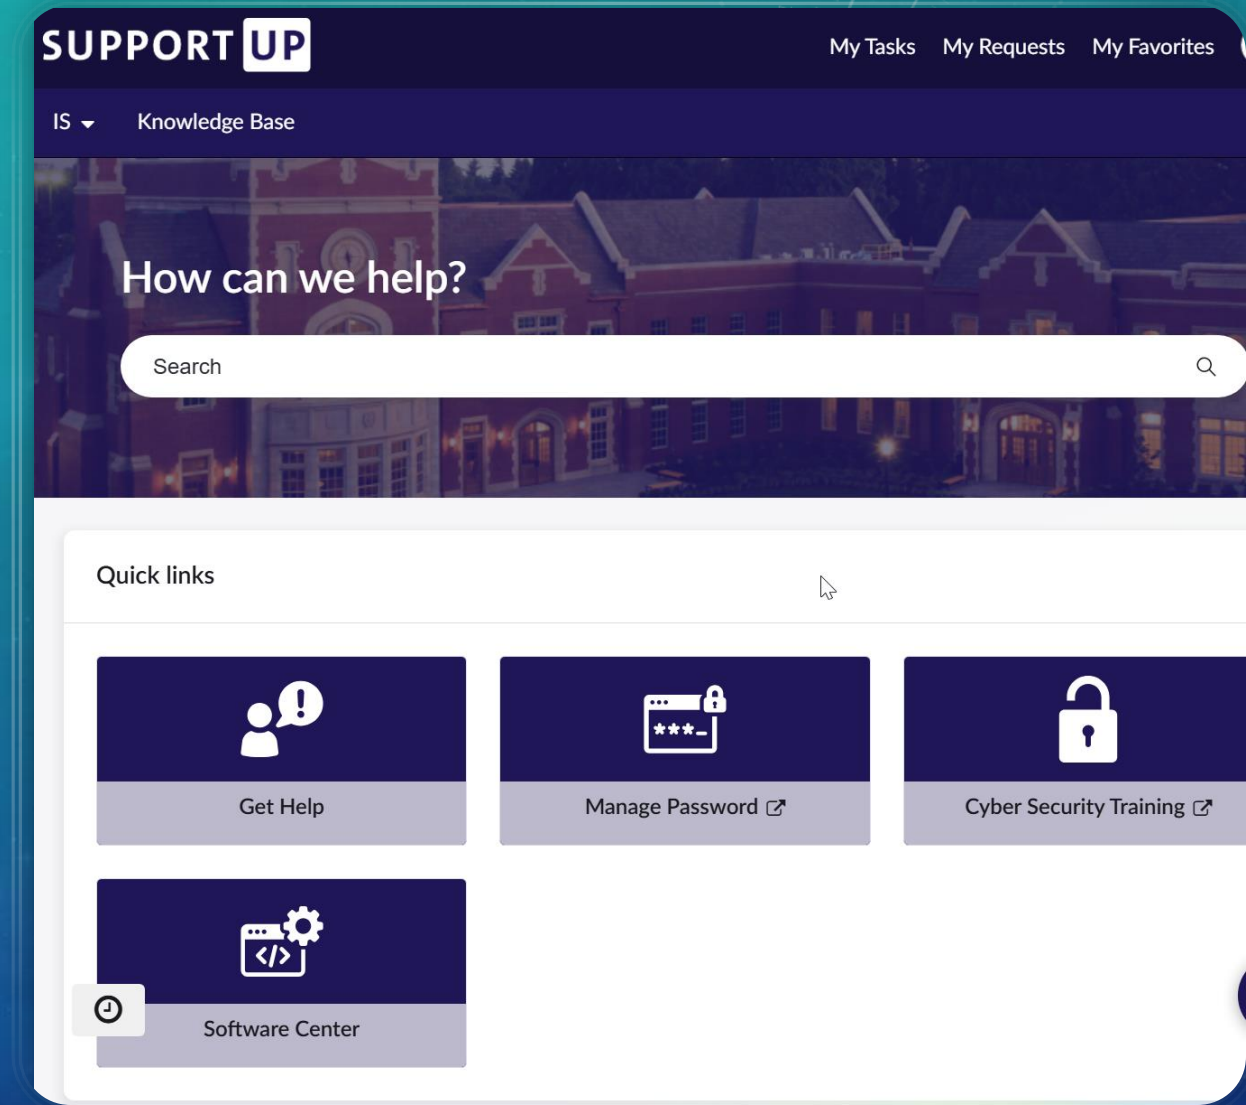 SUPPORT UP
My Tasks My Requests My Favorites
IS Knowledge Base
How can we help?
Search
Quick links
***_
Get Help
Manage Password
Cyber Security Training
</>
Software Center